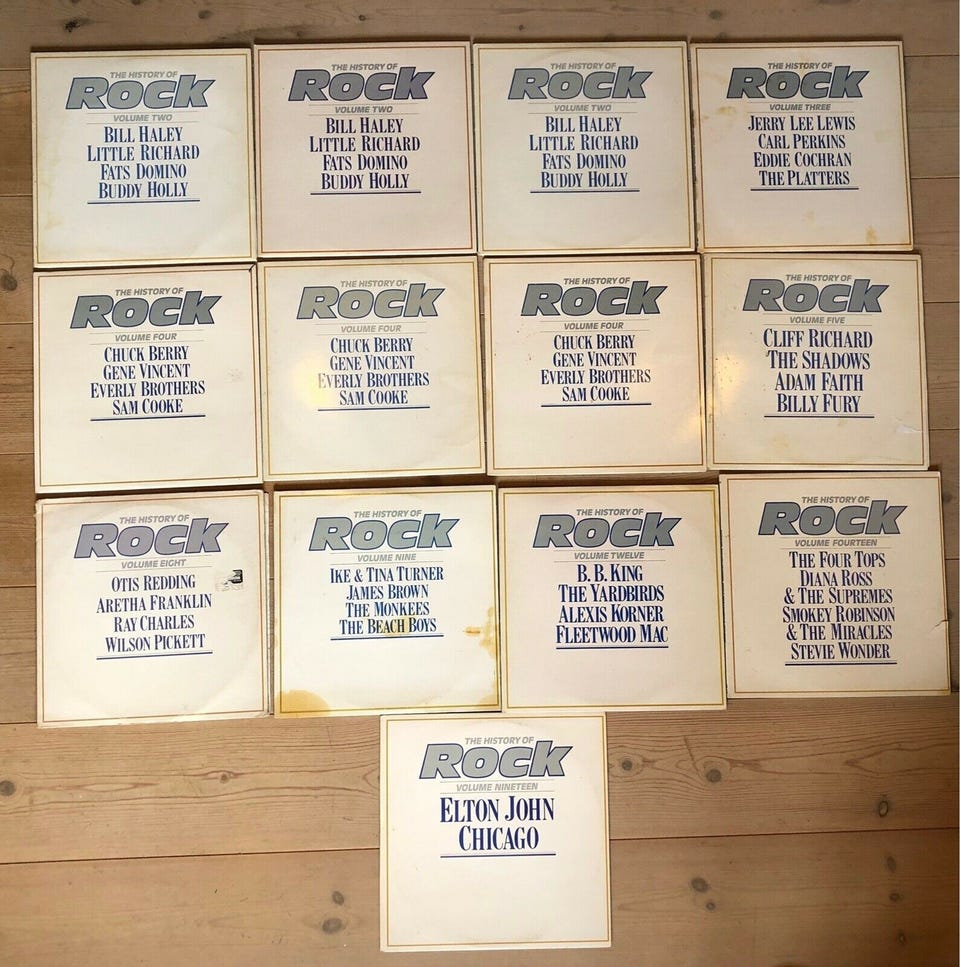 THE HISTORY OF
ROCK
VOLUME TWO
BILL HALEY
LITTLE RICHARD
FATS DOMINO
BUDDY HOLLY
THE HISTORY OF
ROCK
VOLUME TWO
BILL HALEY
LITTLE RICHARD
FATS DOMINO
BUDDY HOLLY
THE HISTORY OF
ROCK
VOLUME TWO
BILL HALEY
LITTLE RICHARD
FATS DOMINO
BUDDY HOLLY
THE HISTORY OF
ROCK
VOLUME THREE
JERRY LEE LEWIS
CARL PERKINS
EDDIE COCHRAN
THE PLATTERS
THE HISTORY OF
ROCK
VOLUME FOUR
CHUCK BERRY
GENE VINCENT
EVERLY BROTHERS
SAM COOKE
THE HISTORY OF
ROCK
VOLUME FOUR
CHUCK BERRY
GENE VINCENT
EVERLY BROTHERS
SAM COOKE
THE HISTORY OF
ROCK
VOLUME FOUR
CHUCK BERRY
GENE VINCENT
EVERLY BROTHERS
SAM COOKE
THE HISTORY OF
ROCK
VOLUME FIVE
CLIFF RICHARD
THE SHADOWS
ADAM FAITH
BILLY FURY
THE HISTORY OF
ROCK
VOLUME EIGHT
OTIS REDDING
ARETHA FRANKLIN
RAY CHARLES
WILSON PICKETT
THE HISTORY OF
ROCK
VOLUME NINE
IKE & TINA TURNER
JAMES BROWN
THE MONKEES
THE BEACH BOYS
THE HISTORY OF
ROCK
VOLUME TWELVE
B. B. KING
THE YARDBIRDS
ALEXIS KORNER
FLEETWOOD MAC
THE HISTORY OF
ROCK
VOLUME FOURTEEN
THE FOUR TOPS
DIANA ROSS
& THE SUPREMES
SMOKEY ROBINSON
& THE MIRACLES
STEVIE WONDER
THE HISTORY OF
ROCK
VOLUME NINETEEN
ELTON JOHN
CHICAGO